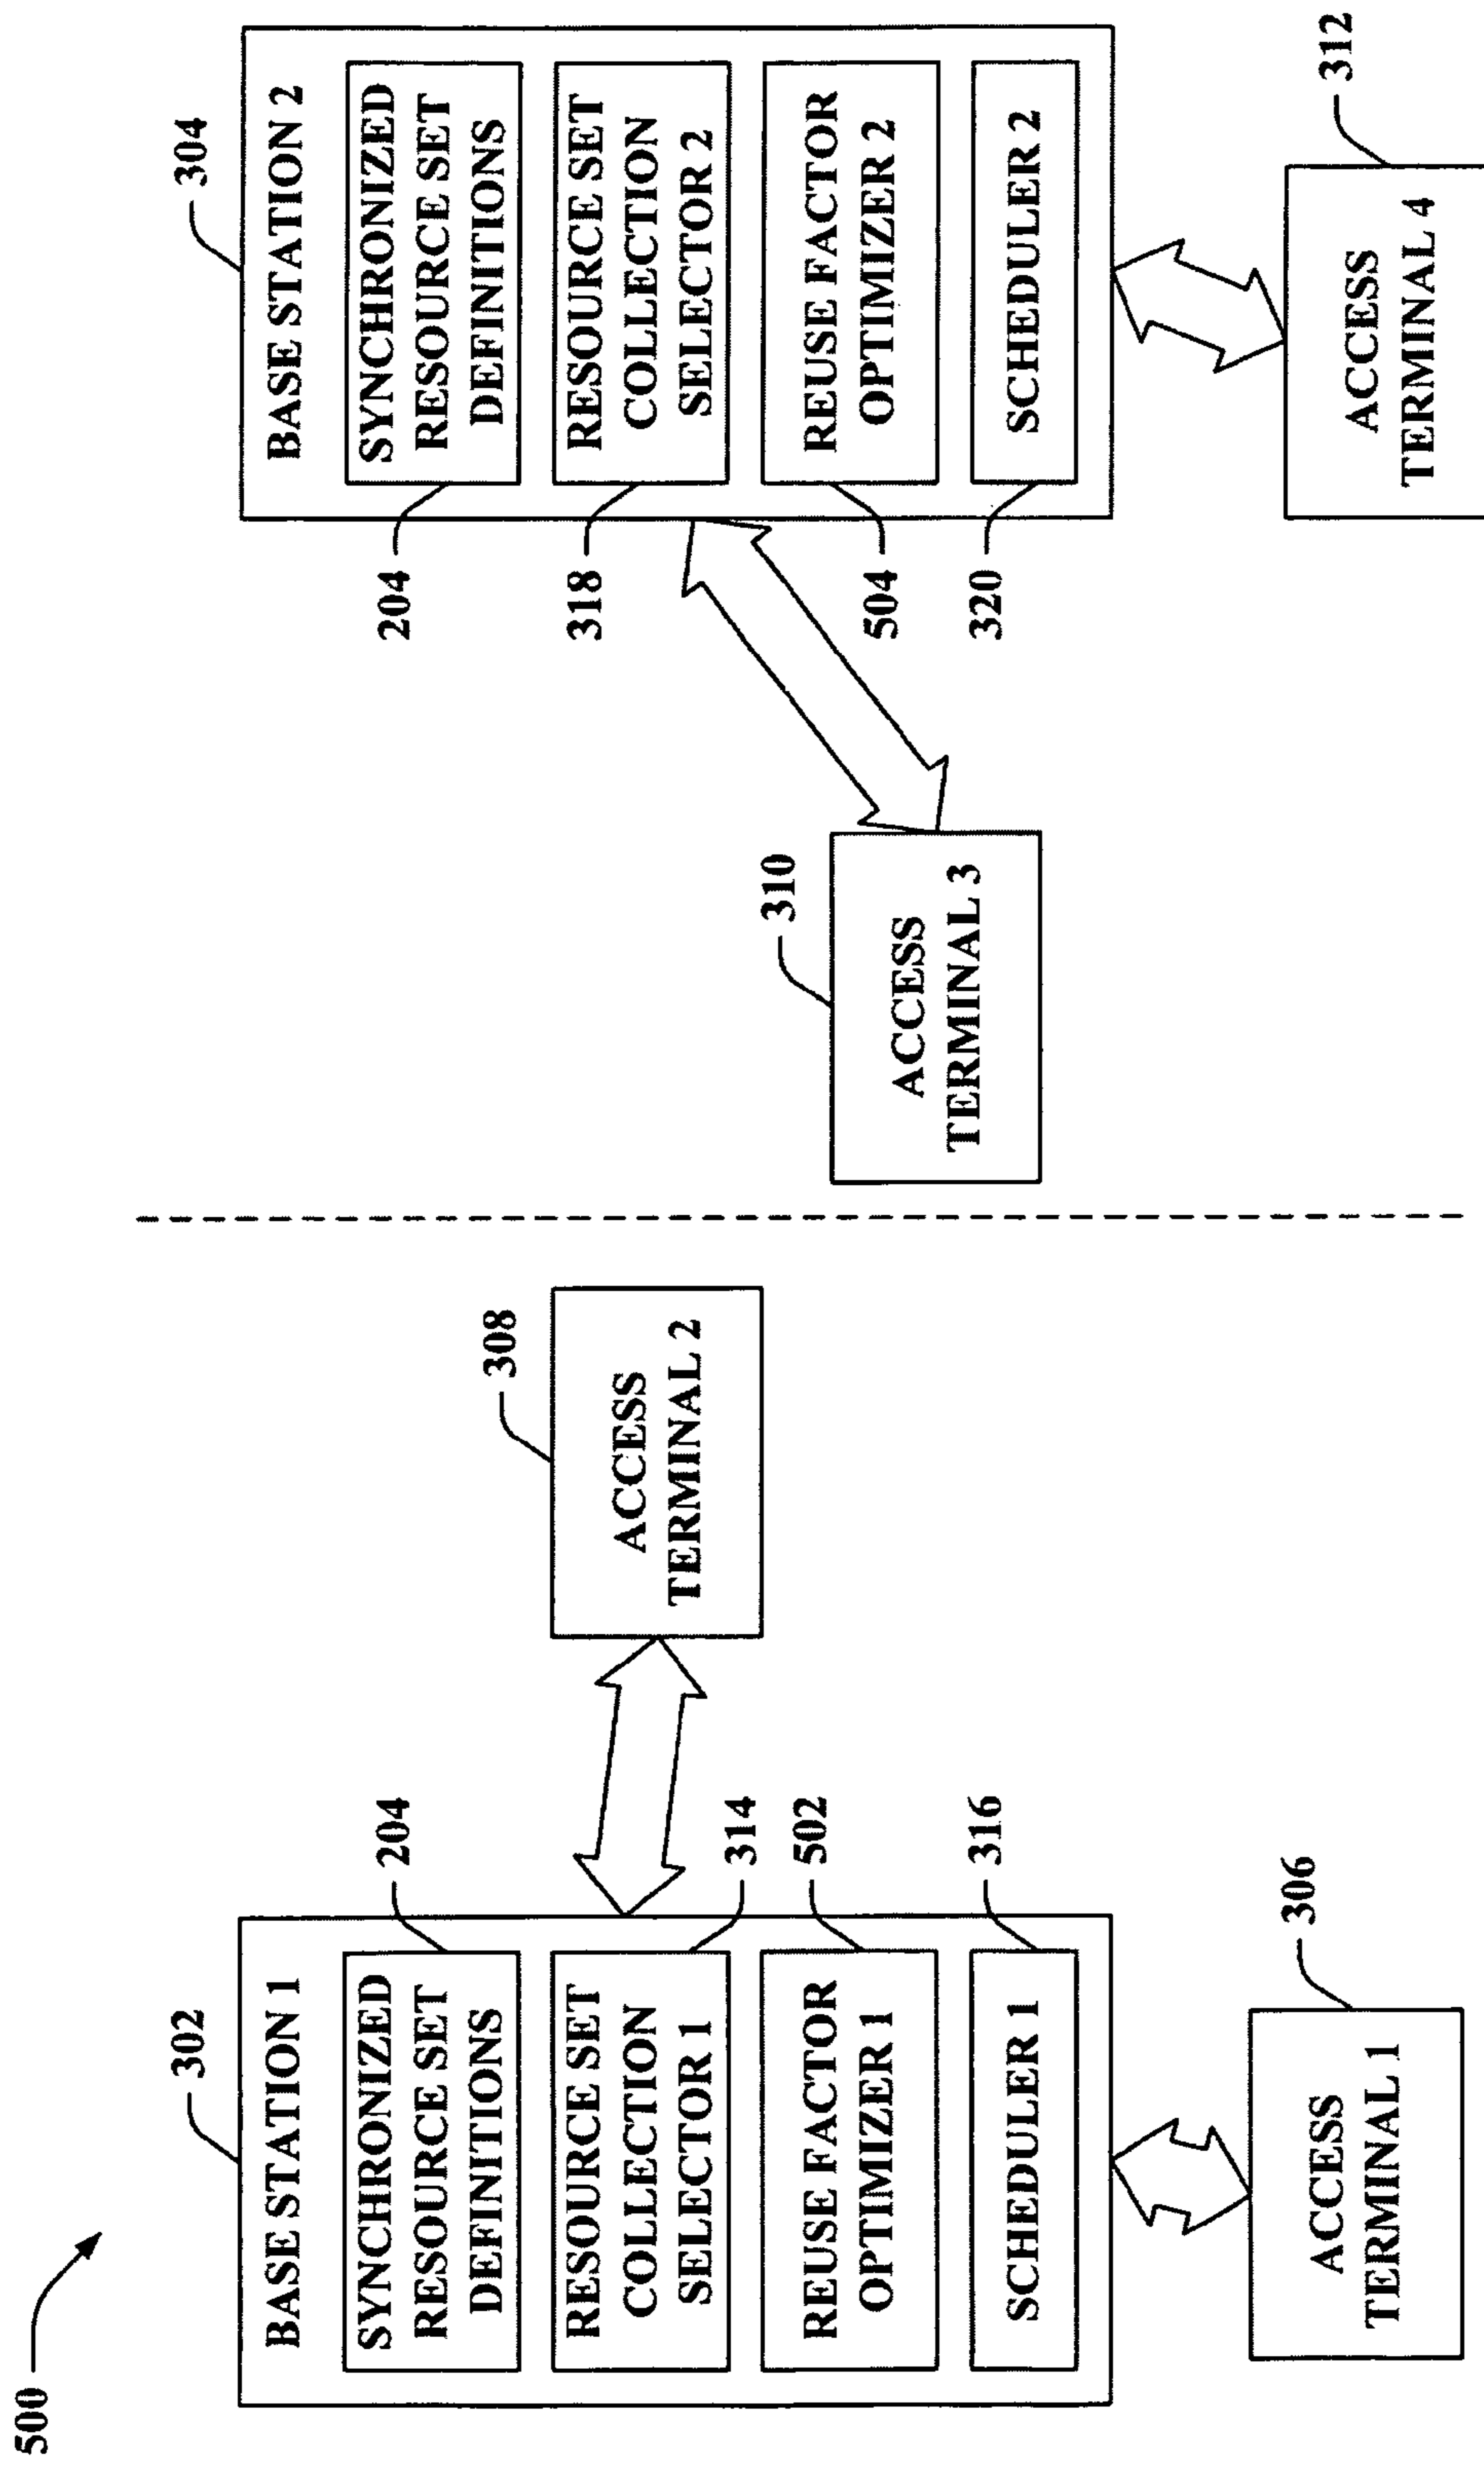 500
302
BASE STATION 1
SYNCHRONIZED
RESOURCE SET
DEFINITIONS
204
RESOURCE SET
COLLECTION
SELECTOR 1
314
REUSE FACTOR
OPTIMIZER 1
502
SCHEDULER 1
316
306
ACCESS
TERMINAL 1
308
ACCESS
TERMINAL 2
304
BASE STATION 2
SYNCHRONIZED
RESOURCE SET
DEFINITIONS
204
RESOURCE SET
COLLECTION
SELECTOR 2
318
REUSE FACTOR
OPTIMIZER 2
504
SCHEDULER 2
320
310
ACCESS
TERMINAL 3
312
ACCESS
TERMINAL 4